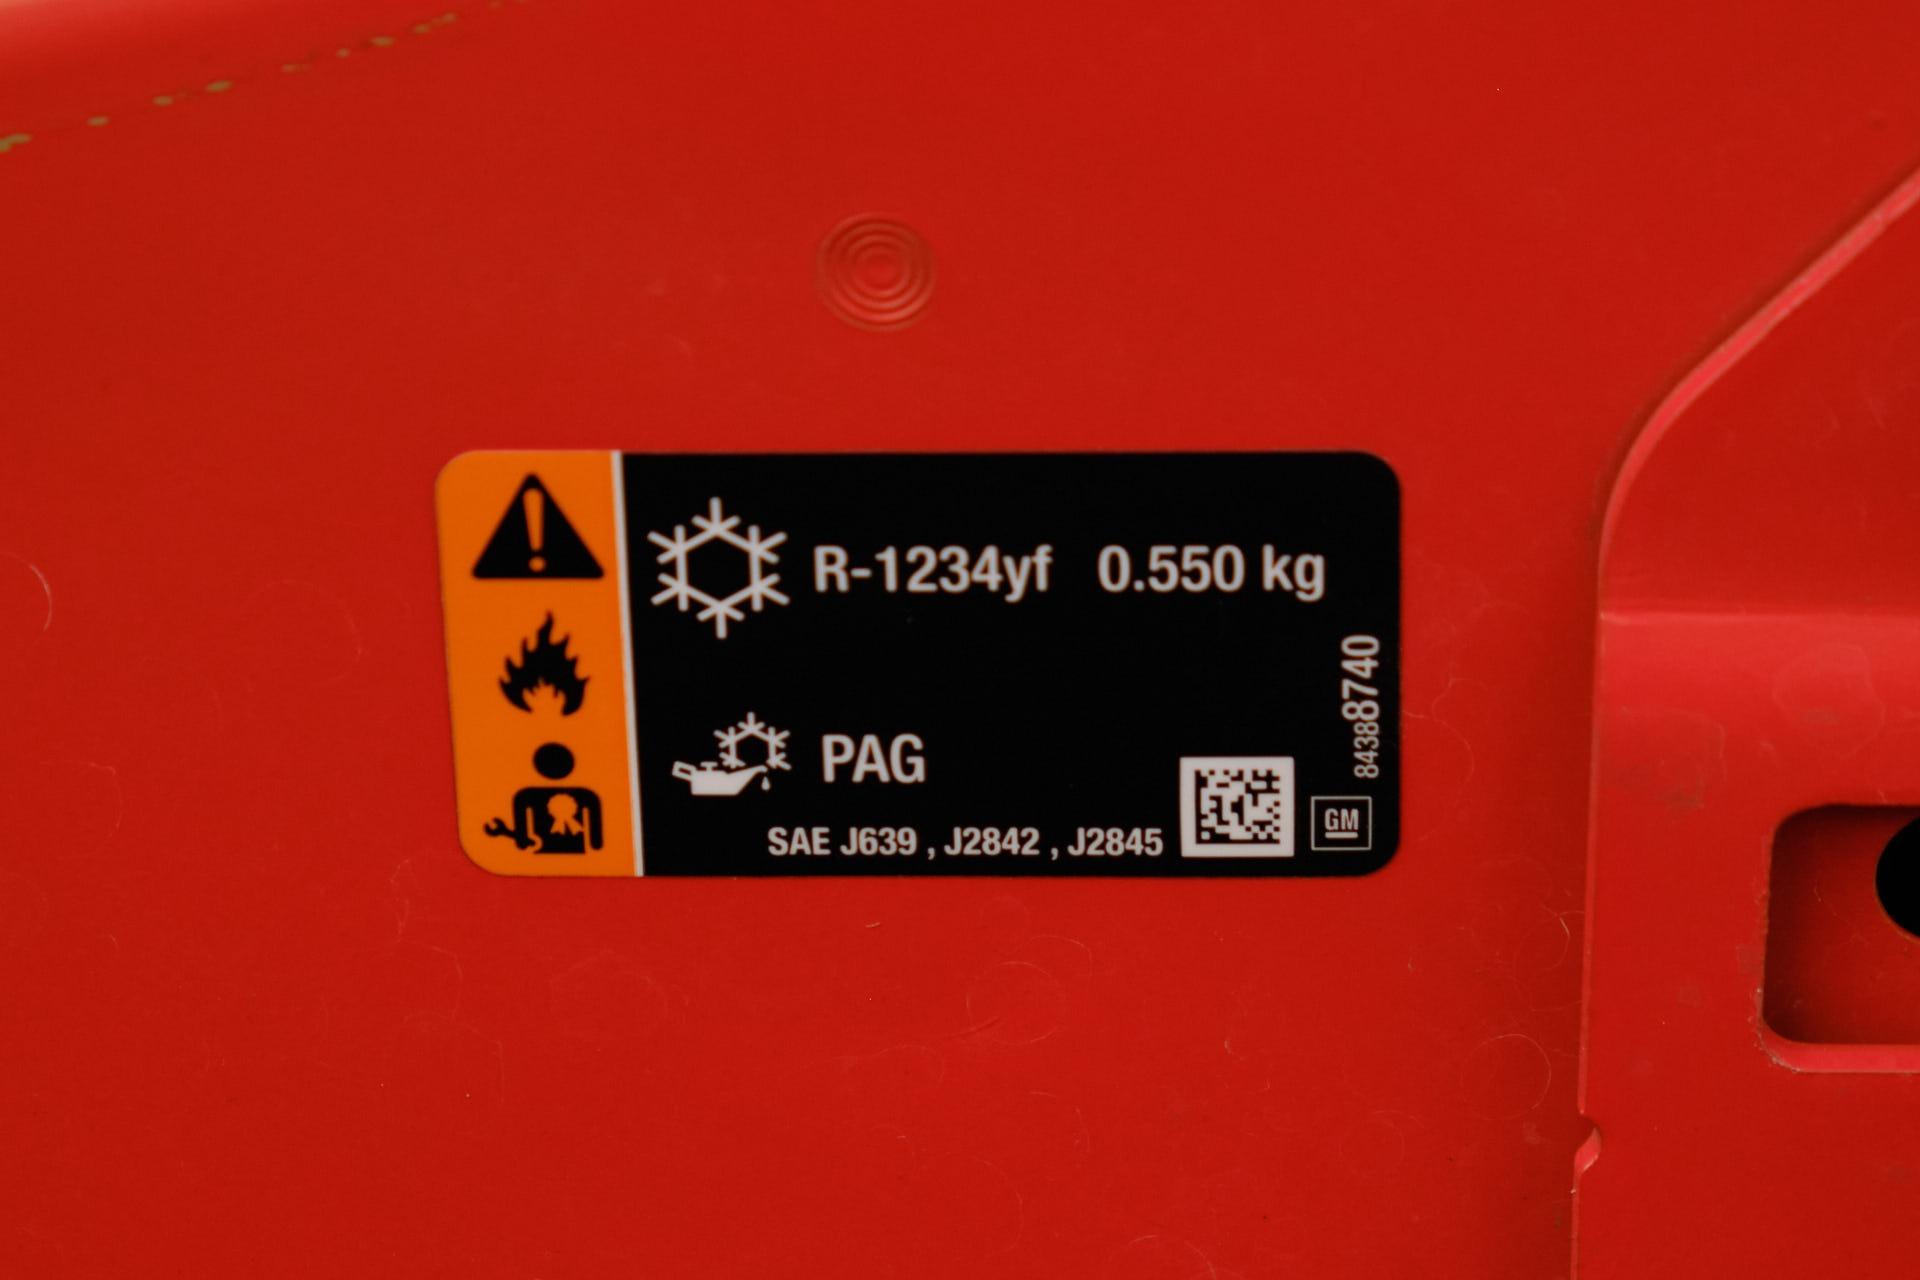 R-1234yf 0.550 kg
PAG
SAE J639 , J2842 , J2845
84388740
GM